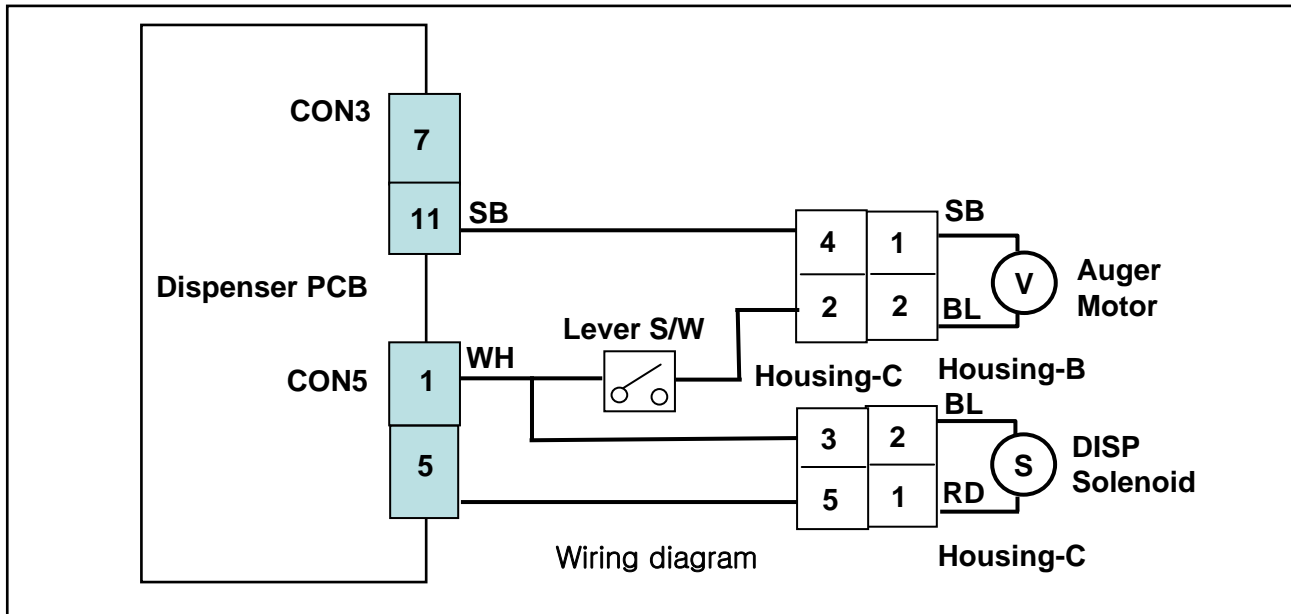 CON3
7
11
SB
Dispenser PCB
CON5
1
WH
5
Lever S/W
4
1
2
2
SB
BL
V
Auger
Motor
Housing-C
Housing-B
3
2
5
1
BL
RD
S
DISP
Solenoid
Housing-C
Wiring diagram